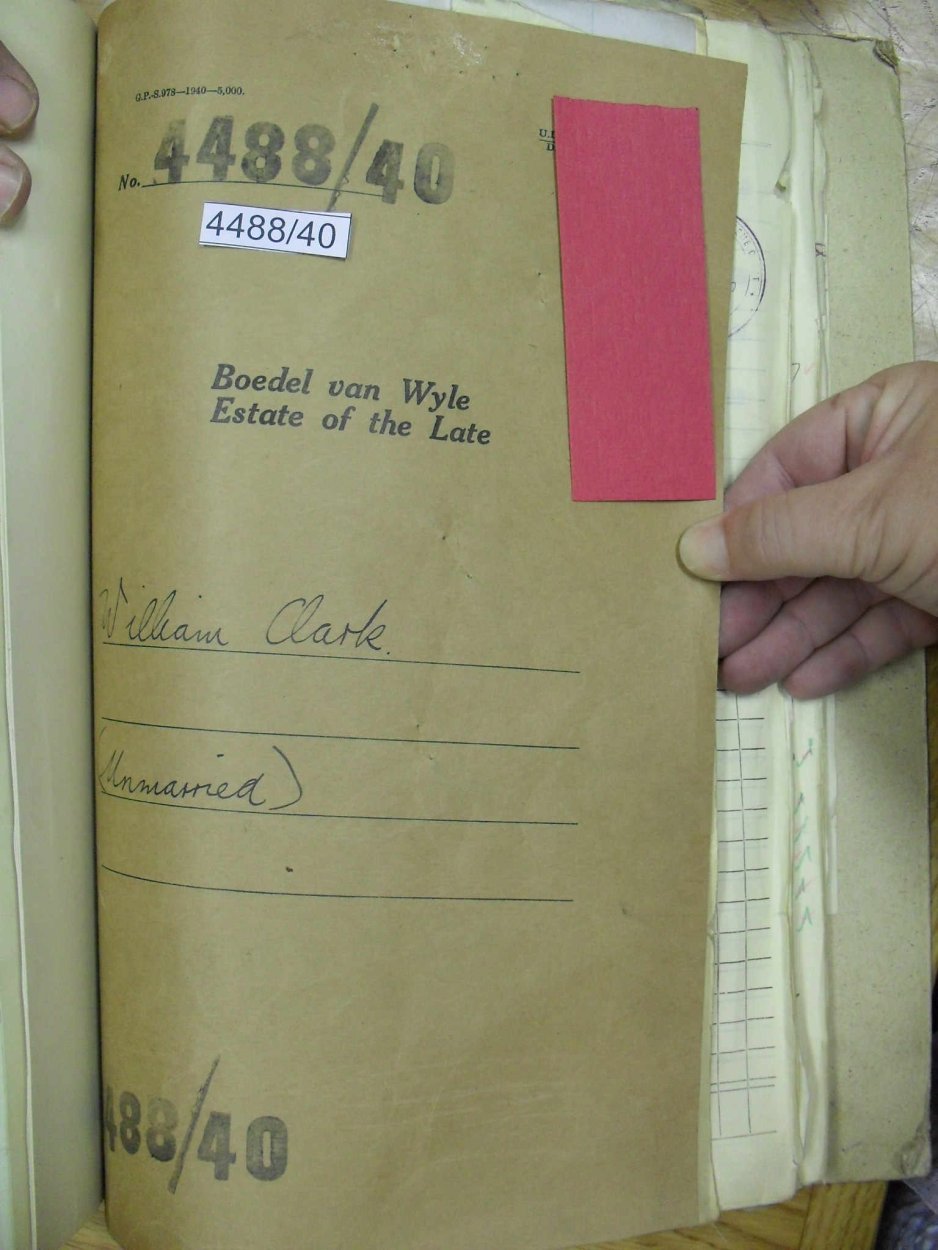 G.P.-S.978—1940—5,000.
No. 4488/40
4488/40
Boedel van Wyle
Estate of the Late
William Clark.
(Unmarried)
488/40